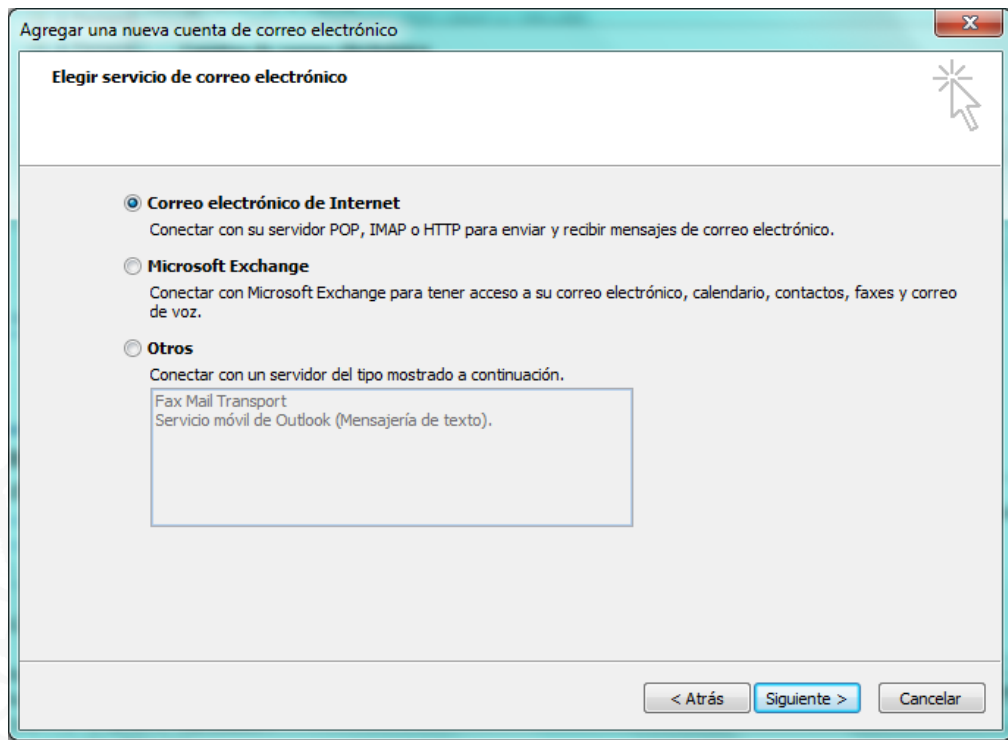 Agregar una nueva cuenta de correo electrónico
Elegir servicio de correo electrónico
Correo electrónico de Internet
Conectar con su servidor POP, IMAP o HTTP para enviar y recibir mensajes de correo electrónico.
Microsoft Exchange
Conectar con Microsoft Exchange para tener acceso a su correo electrónico, calendario, contactos, faxes y correo
de voz.
Otros
Conectar con un servidor del tipo mostrado a continuación.
Fax Mail Transport
Servicio móvil de Outlook (Mensajería de texto).
< Atrás Siguiente > Cancelar